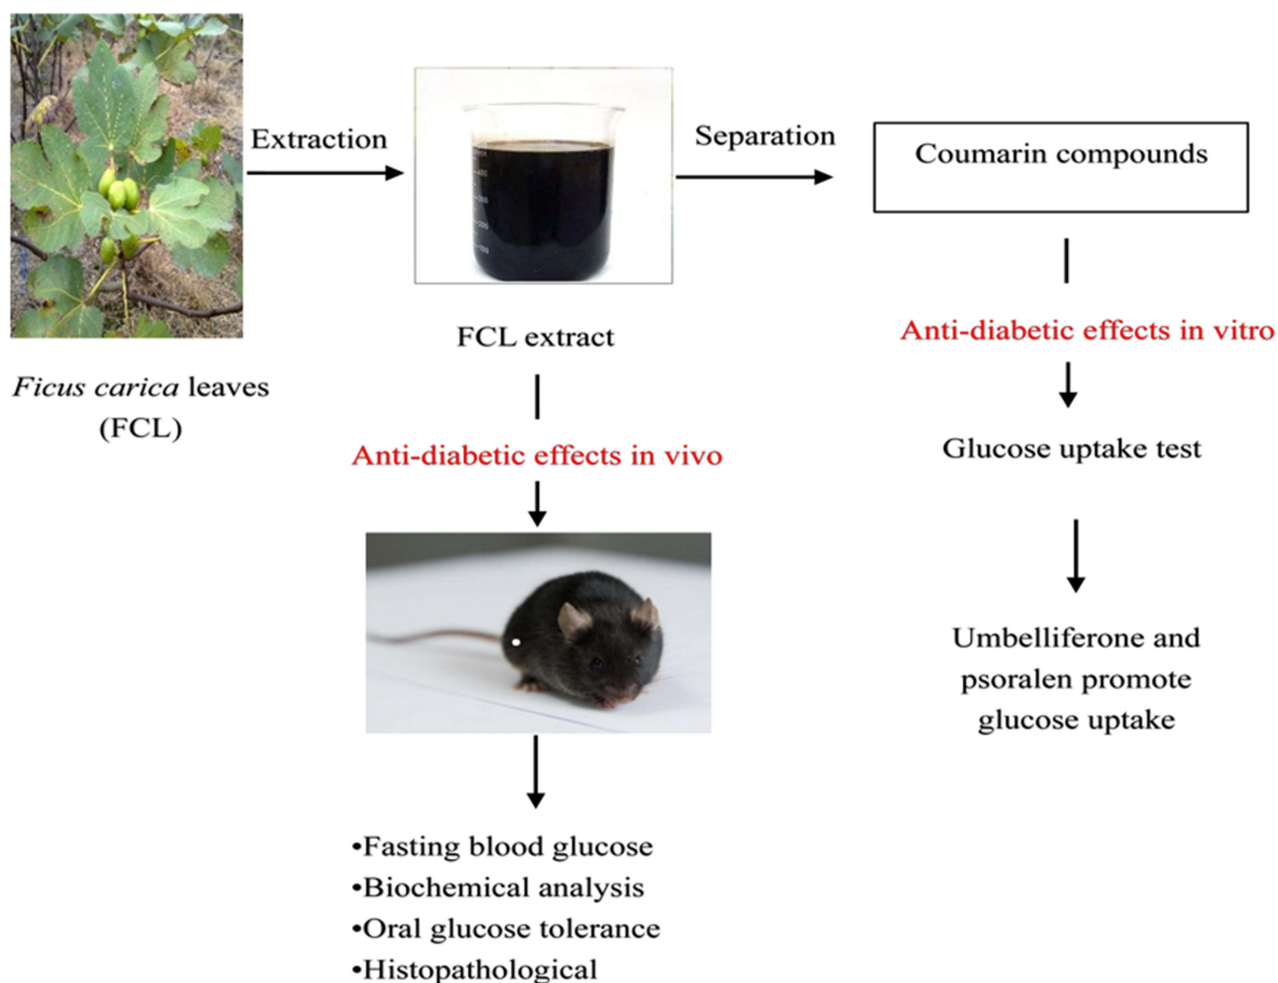 Extraction
Separation
Coumarin compounds
FCL extract
Anti-diabetic effects in vitro
Ficus carica leaves
(FCL)
Anti-diabetic effects in vivo
Glucose uptake test
Umbelliferone and
psoralen promote
glucose uptake
•Fasting blood glucose
•Biochemical analysis
•Oral glucose tolerance
•Histopathological